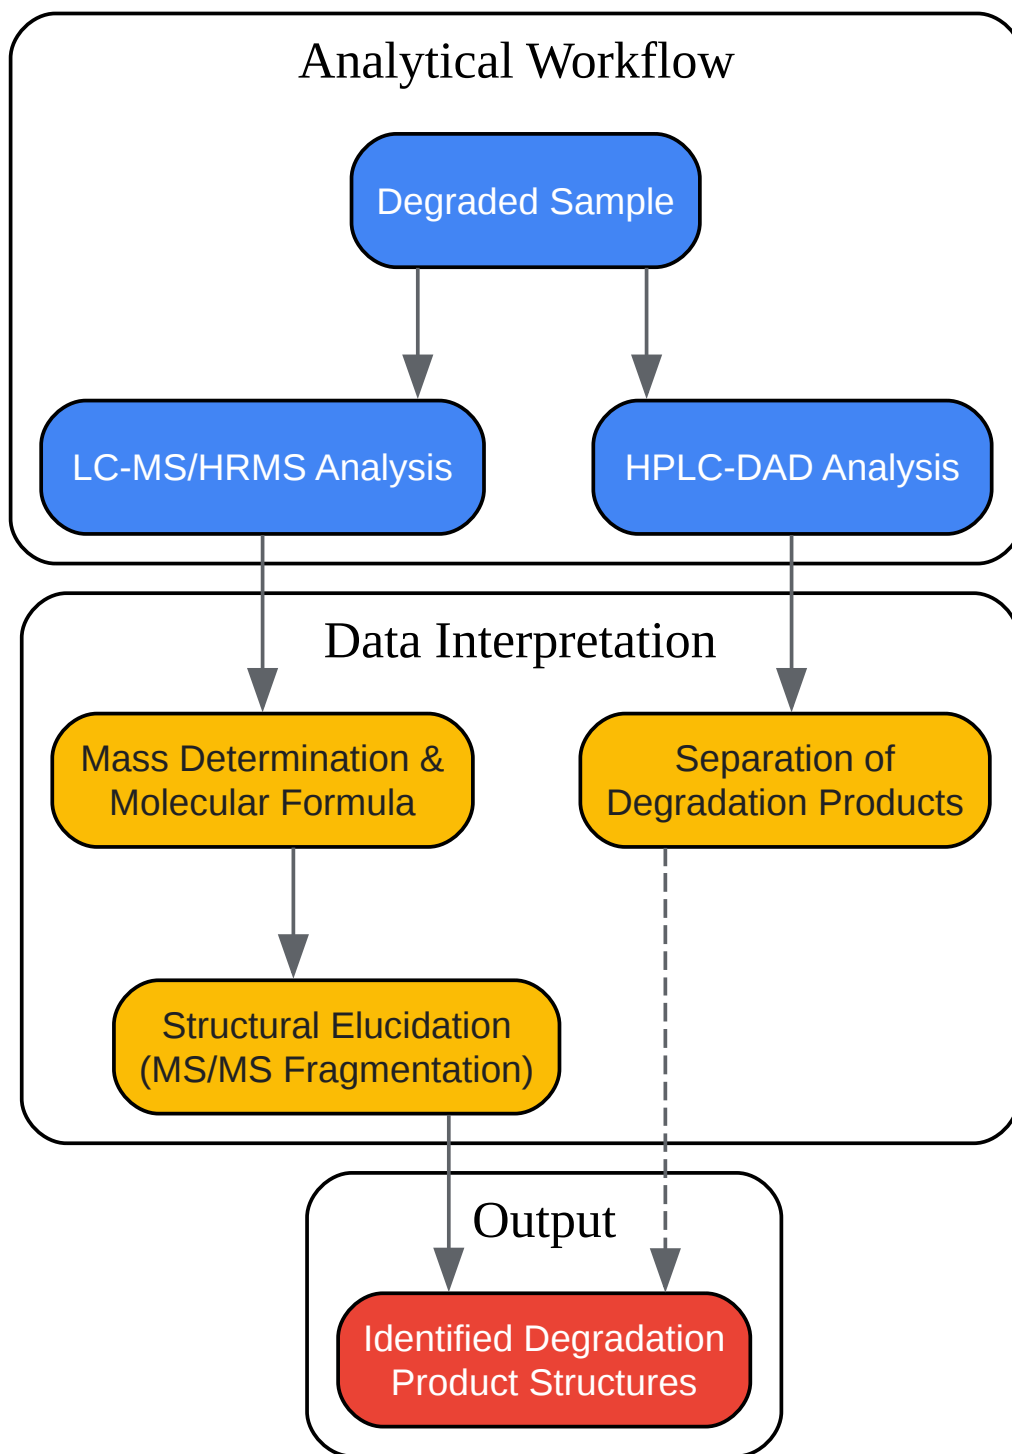 Analytical Workflow
Degraded Sample
LC-MS/HRMS Analysis
HPLC-DAD Analysis
Data Interpretation
Mass Determination &
Molecular Formula
Separation of
Degradation Products
Structural Elucidation
(MS/MS Fragmentation)
Output
Identified Degradation
Product Structures